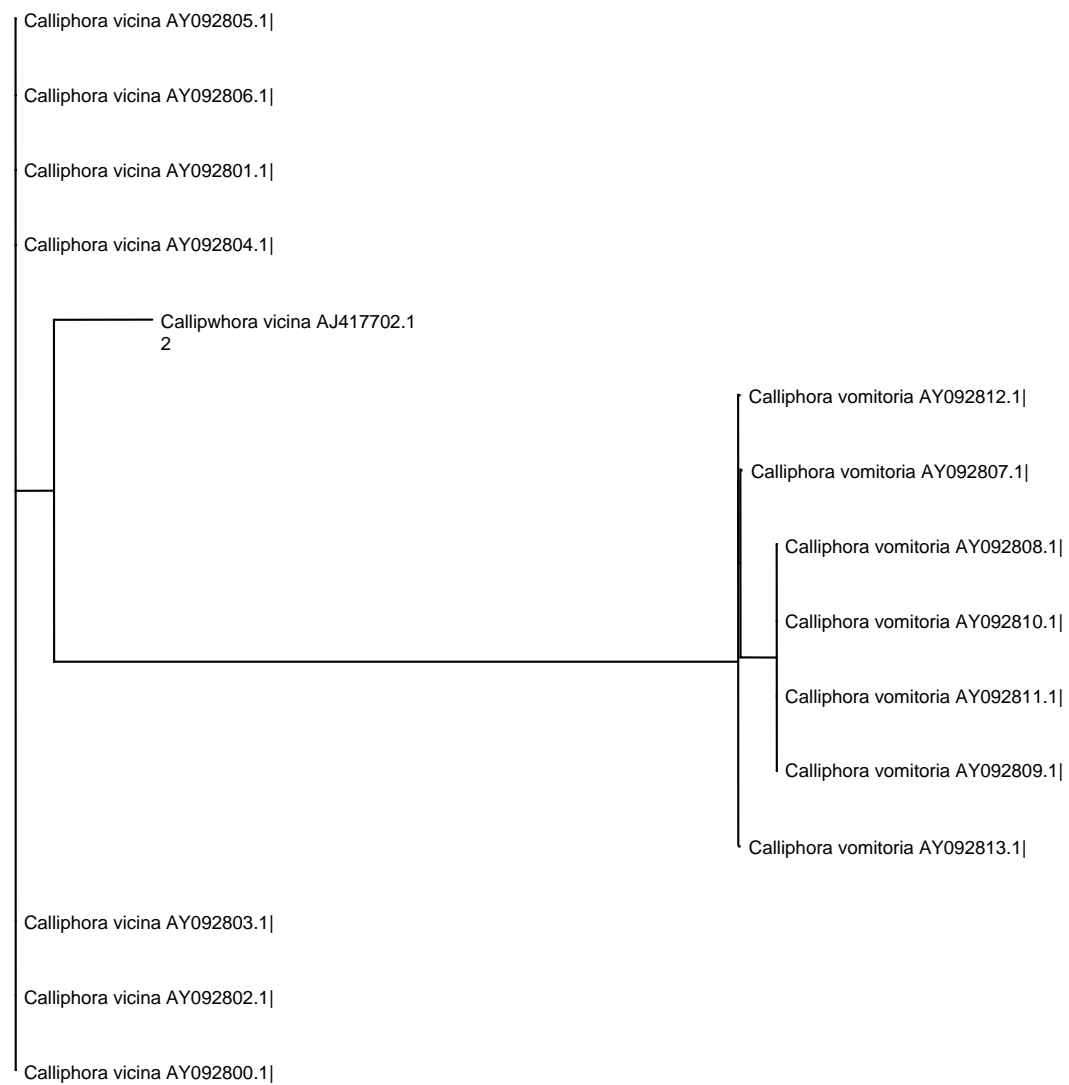 Calliphora vicina AY092805.1|
Calliphora vicina AY092806.1|
Calliphora vicina AY092801.1|
Calliphora vicina AY092804.1|
Callipwhora vicina AJ417702.1
2
Calliphora vomitoria AY092812.1|
Calliphora vomitoria AY092807.1|
Calliphora vomitoria AY092808.1|
Calliphora vomitoria AY092810.1|
Calliphora vomitoria AY092811.1|
Calliphora vomitoria AY092809.1|
Calliphora vomitoria AY092813.1|
Calliphora vicina AY092803.1|
Calliphora vicina AY092802.1|
Calliphora vicina AY092800.1|